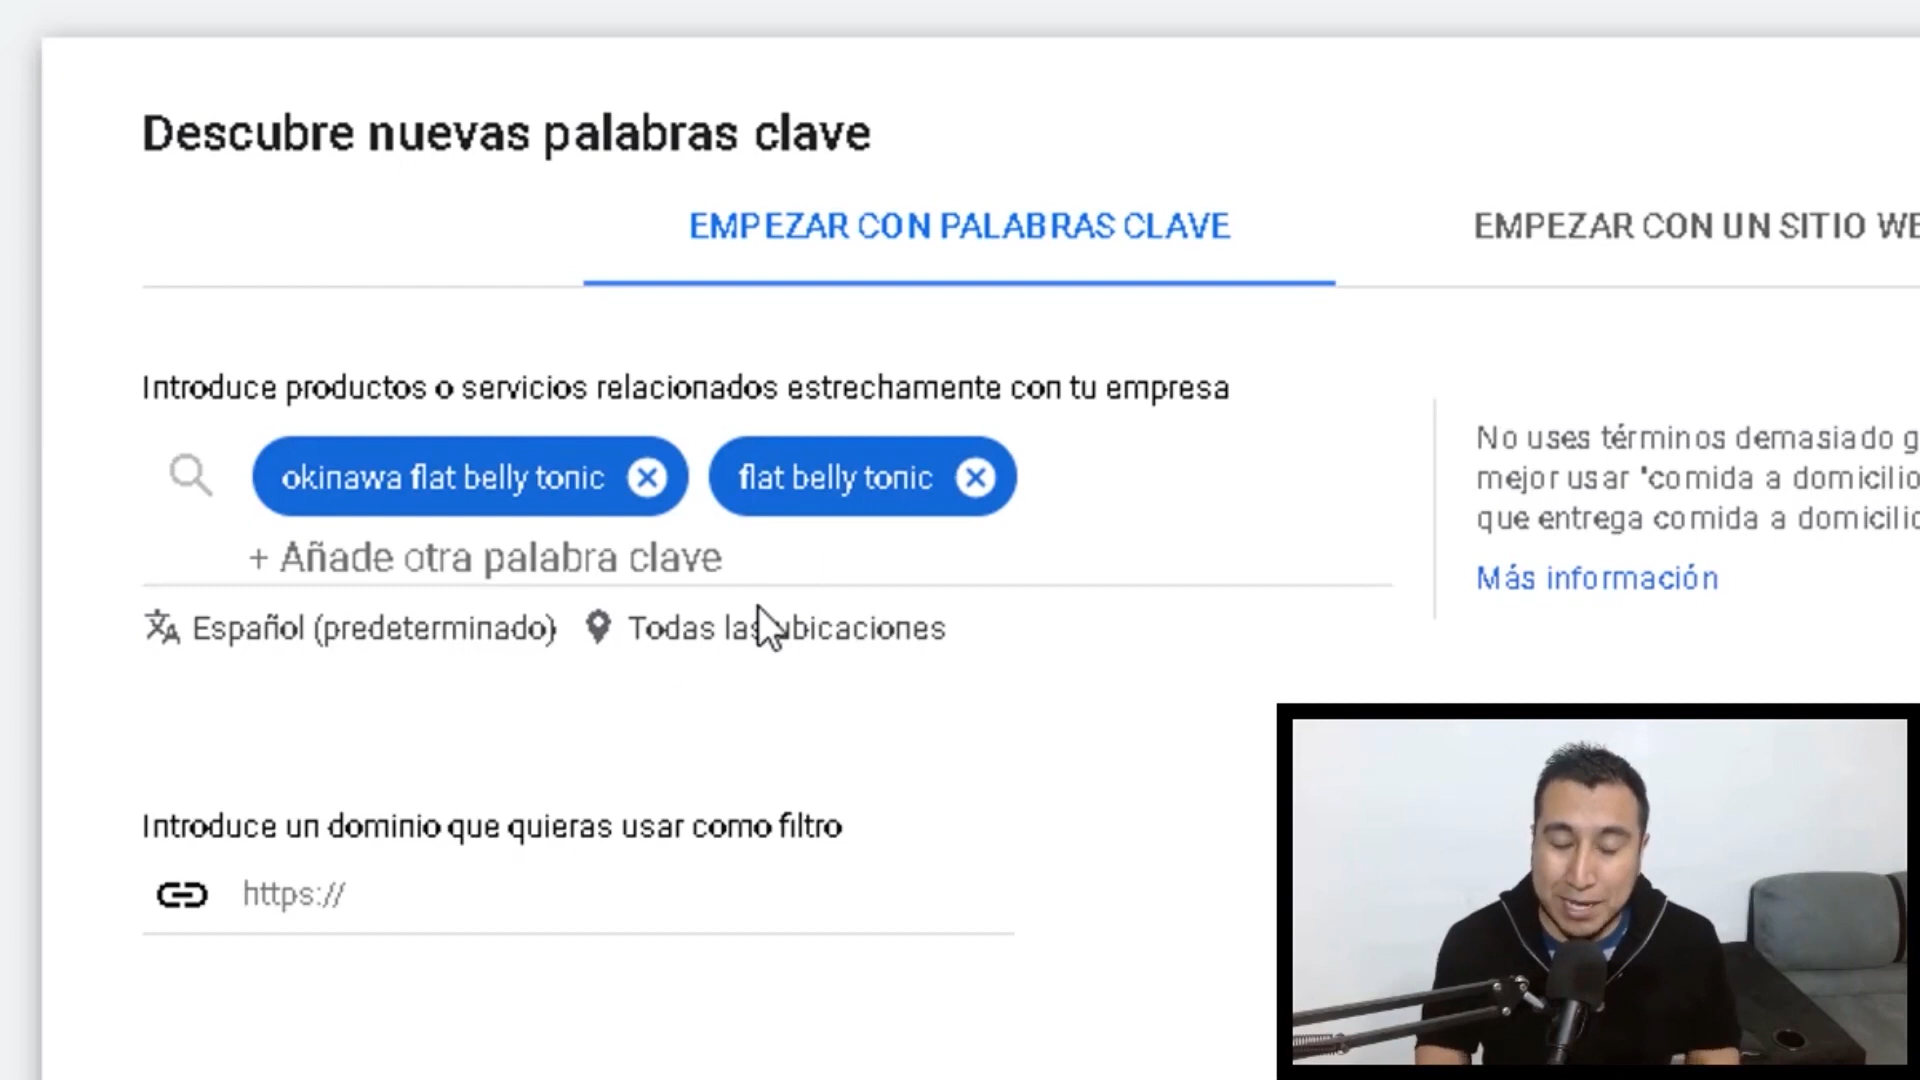 Descubre nuevas palabras clave
EMPEZAR CON PALABRAS CLAVE
EMPEZAR CON UN SITIO WE
Introduce productos o servicios relacionados estrechamente con tu empresa
okinawa flat belly tonic
flat belly tonic
+ Añade otra palabra clave
Español (predeterminado)
Todas las ubicaciones
No uses términos demasiado g
mejor usar "comida a domicilio
que entrega comida a domicilio
Más información
Introduce un dominio que quieras usar como filtro
https://